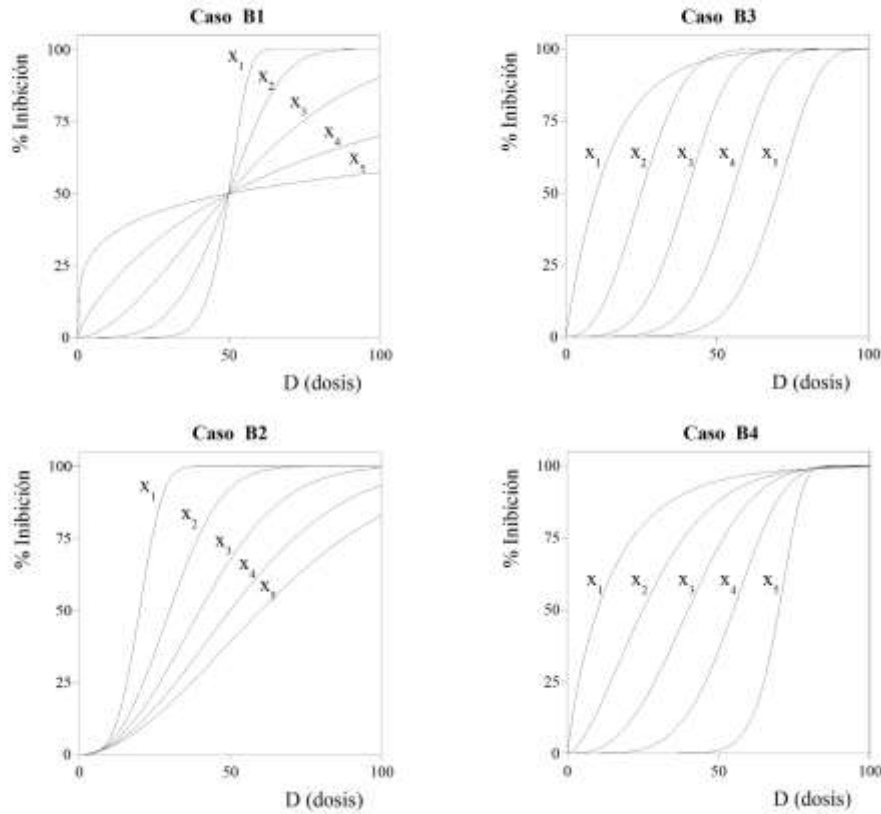 Caso B1
% Inibición
100
75
50
25
0
x1
x2
x3
x4
x5
0
50
100
D (dosis)
Caso B3
% Inibición
100
75
50
25
0
x1
x2
x3
x4
x5
0
50
100
D (dosis)
Caso B2
% Inibición
100
75
50
25
0
x1
x2
x3
x4
x5
0
50
100
D (dosis)
Caso B4
% Inibición
100
75
50
25
0
x1
x2
x3
x4
x5
0
50
100
D (dosis)